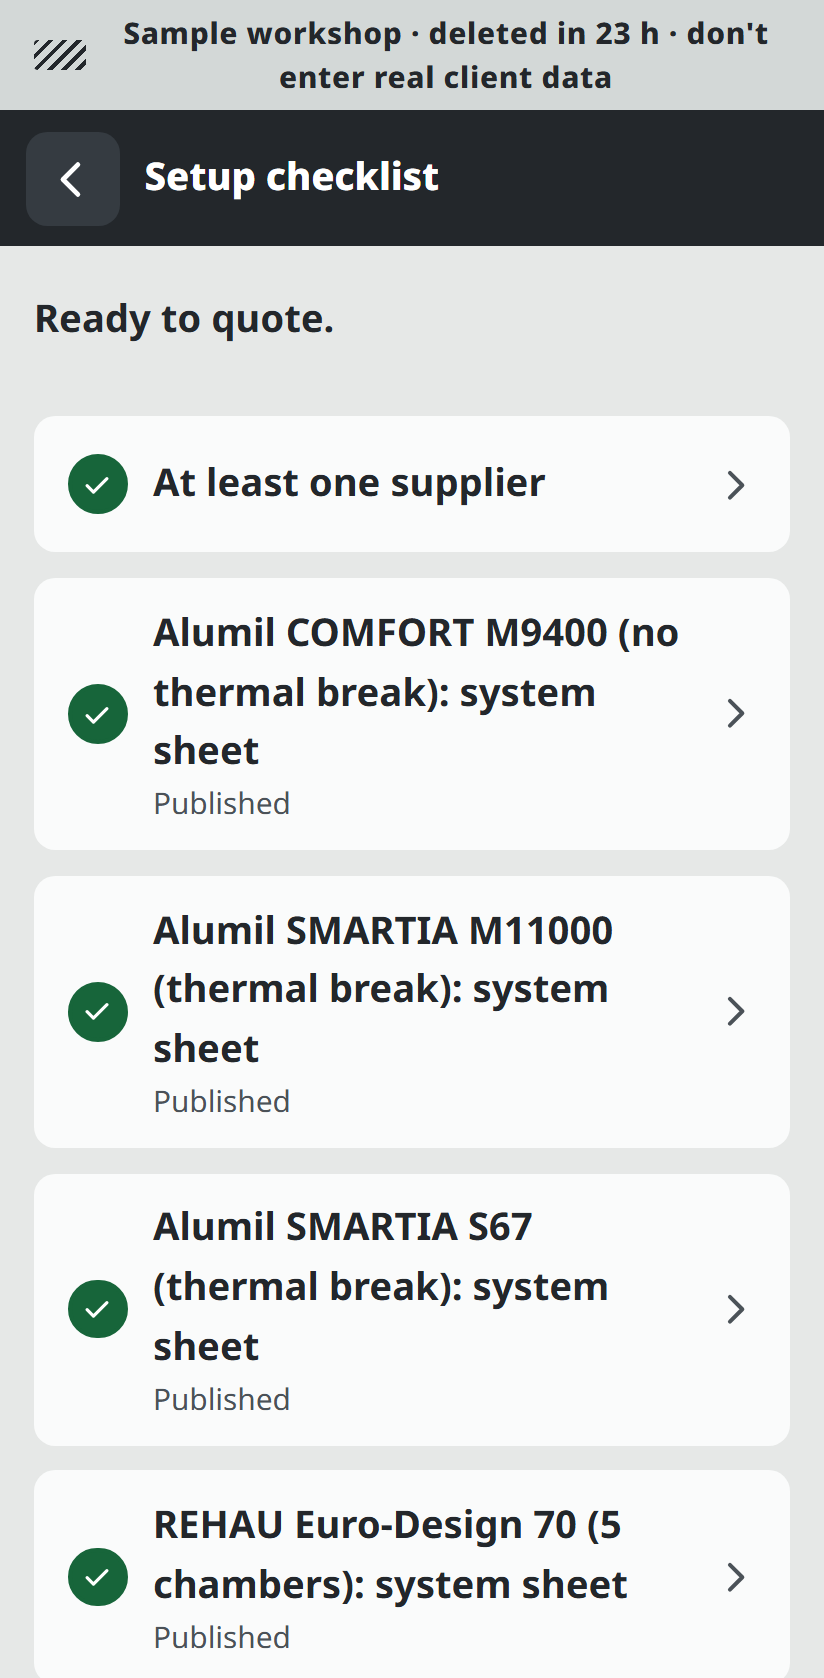 Sample workshop · deleted in 23 h · don't
enter real client data
Setup checklist
Ready to quote.
At least one supplier
Alumil COMFORT M9400 (no
thermal break): system
sheet
Published
Alumil SMARTIA M11000
(thermal break): system
sheet
Published
Alumil SMARTIA S67
(thermal break): system
sheet
Published
REHAU Euro-Design 70 (5
chambers): system sheet
Published